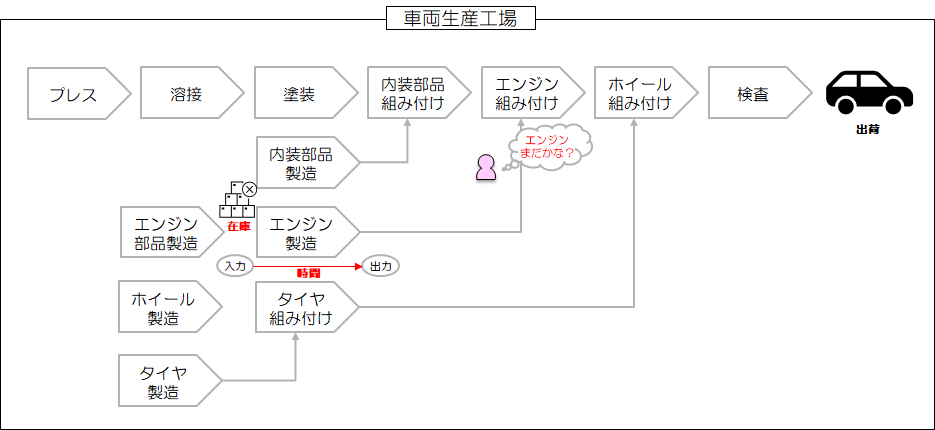 車両生産工場
プレス
溶接
塗装
内装部品
組み付け
エンジン
組み付け
ホイール
組み付け
検査
出荷
内装部品
製造
エンジン
まだかな？
在庫
エンジン
部品製造
エンジン
製造
入力
時間
出力
ホイール
製造
タイヤ
組み付け
タイヤ
製造